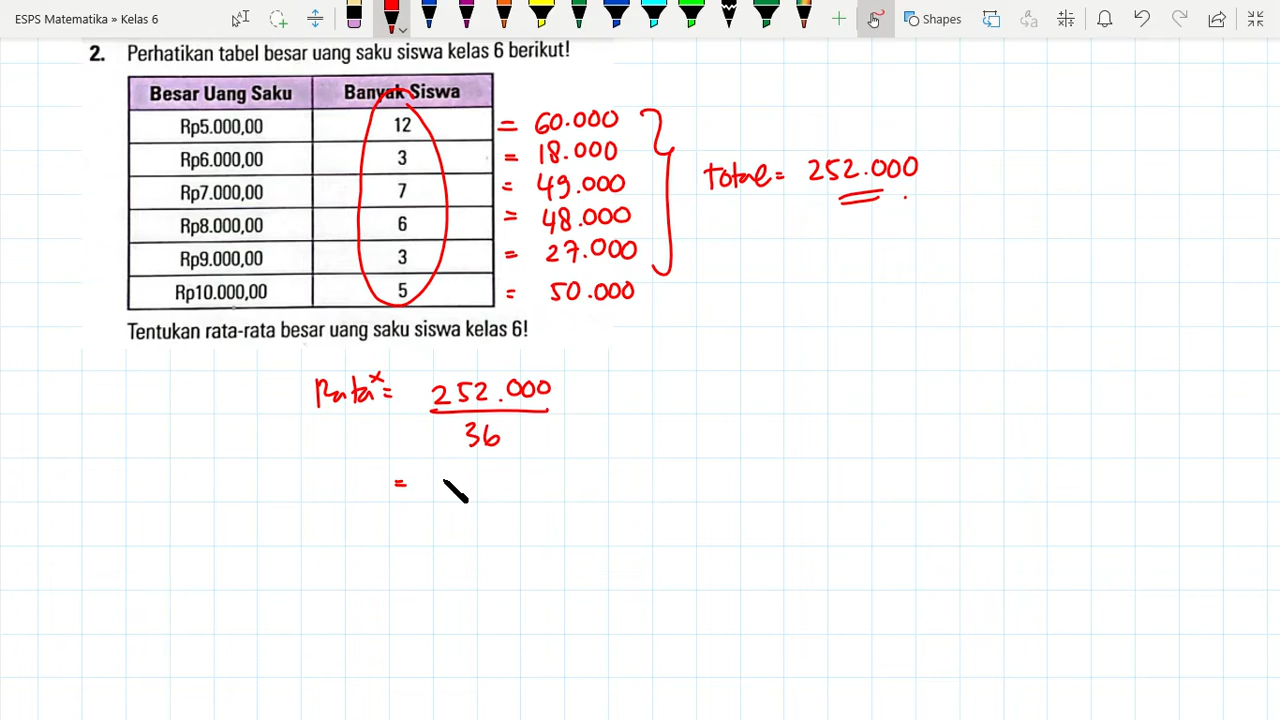 ESPS Matematika » Kelas 6
Shapes
2. Perhatikan tabel besar uang saku siswa kelas 6 berikut!
Besar Uang Saku Banyak Siswa
Rp5.000,00 12 = 60.000
Rp6.000,00 3 = 18.000
Rp7.000,00 7 = 49.000
Rp8.000,00 6 = 48.000
Rp9.000,00 3 = 27.000
Rp10.000,00 5 = 50.000
total = 252.000
Tentukan rata-rata besar uang saku siswa kelas 6!
Rata× = 252.000
36
=